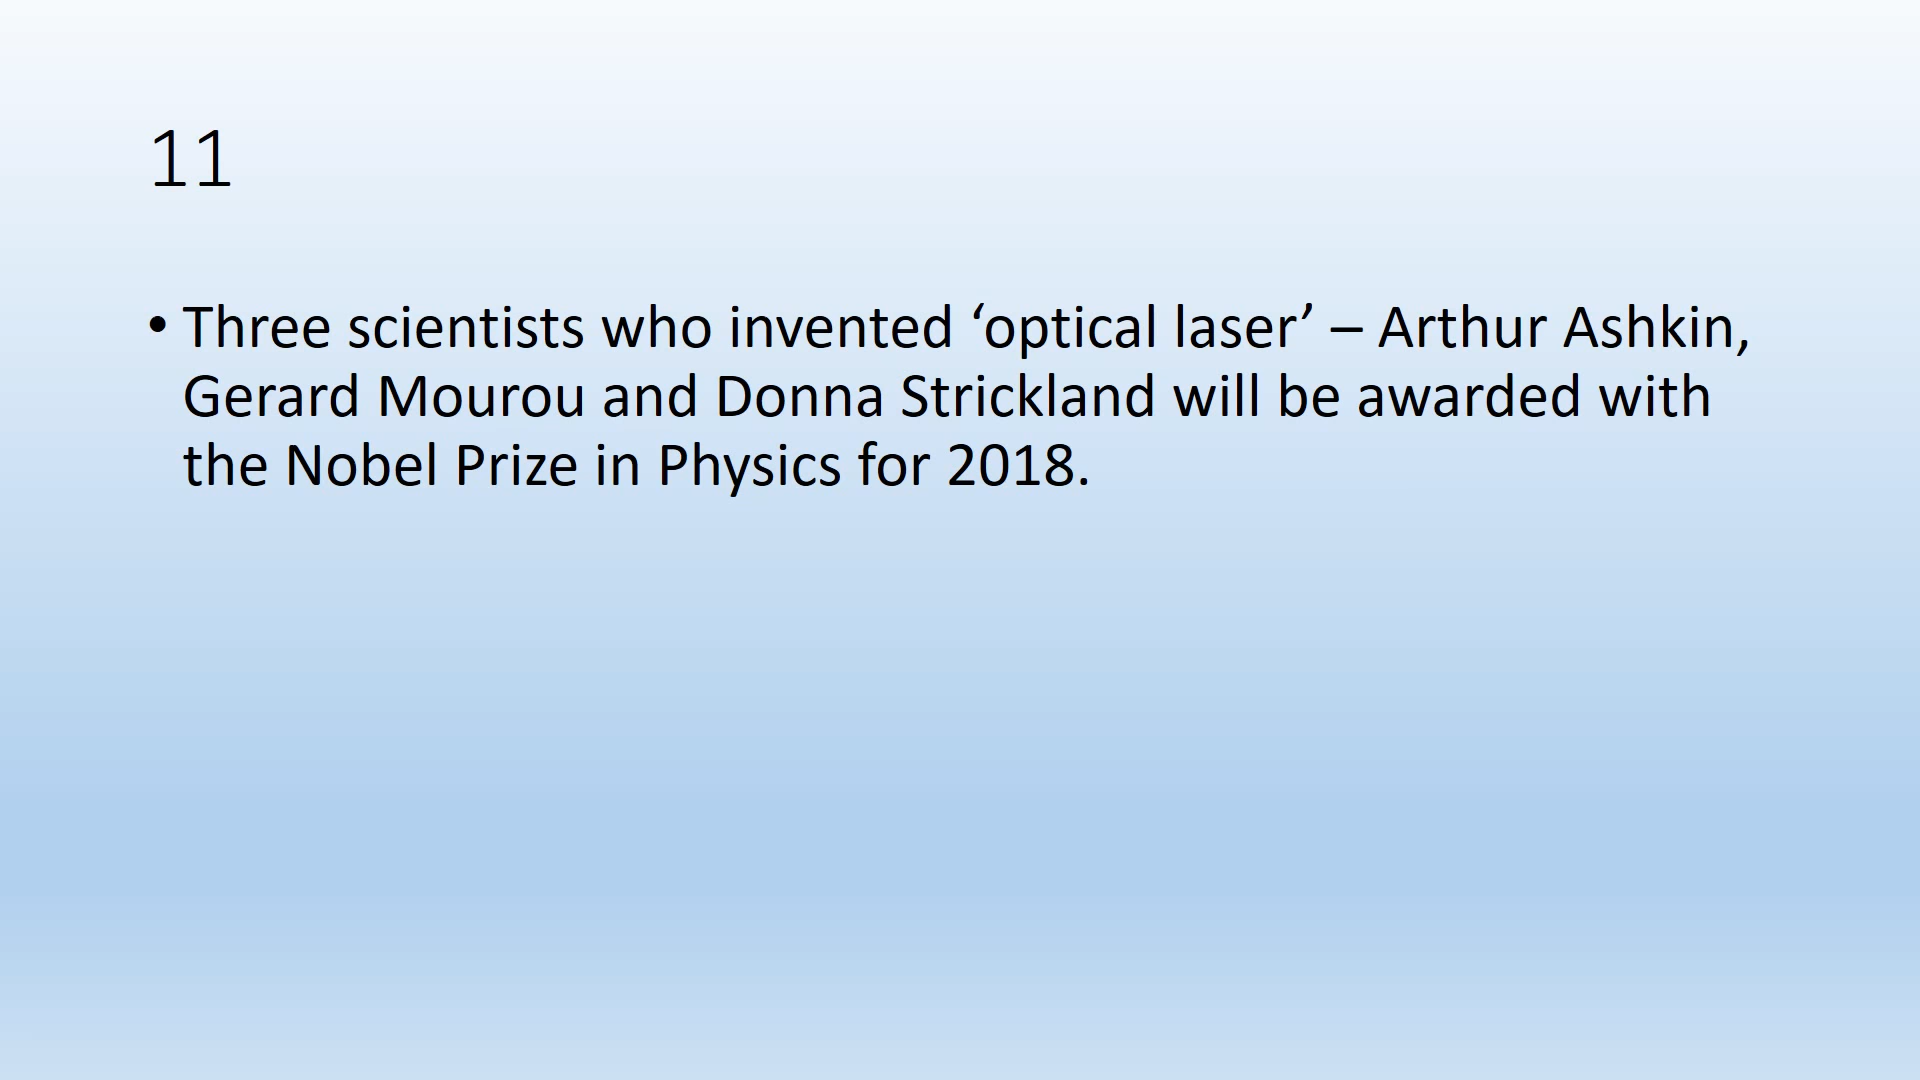 11
• Three scientists who invented ‘optical laser’ – Arthur Ashkin,
Gerard Mourou and Donna Strickland will be awarded with
the Nobel Prize in Physics for 2018.